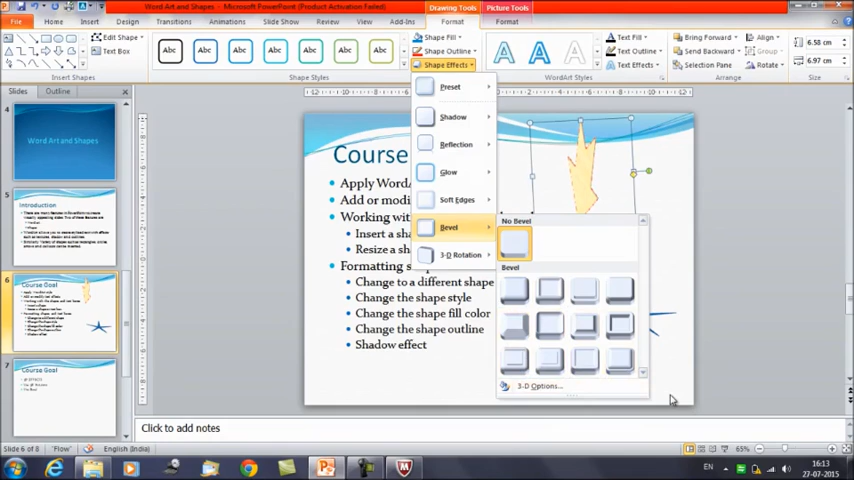 Word Art and Shapes - Microsoft PowerPoint (Product Activation Failed)
Drawing Tools
Picture Tools
File
Home
Insert
Design
Transitions
Animations
Slide Show
Review
View
Add-Ins
Format
Format
Edit Shape
Text Box
Insert Shapes
Abc
Abc
Abc
Abc
Abc
Abc
Shape Styles
Shape Fill
Shape Outline
Shape Effects
A
A
A
WordArt Styles
Text Fill
Text Outline
Text Effects
Bring Forward
Send Backward
Selection Pane
Arrange
Align
Group
Rotate
6.58 cm
6.97 cm
Size
Slides
Outline
4
Word Art and Shapes
5
Introduction
6
Course Goal
7
Course Goal
Preset
Shadow
Reflection
Glow
Soft Edges
Bevel
3-D Rotation
No Bevel
Bevel
3-D Options...
Course
Apply WordA
Add or modi
Working wit
Insert a sha
Resize a sha
Formatting s
Change to a different shape
Change the shape style
Change the shape fill color
Change the shape outline
Shadow effect
Click to add notes
Slide 6 of 8
"Flow"
English (India)
65%
EN
16:13
27-07-2015